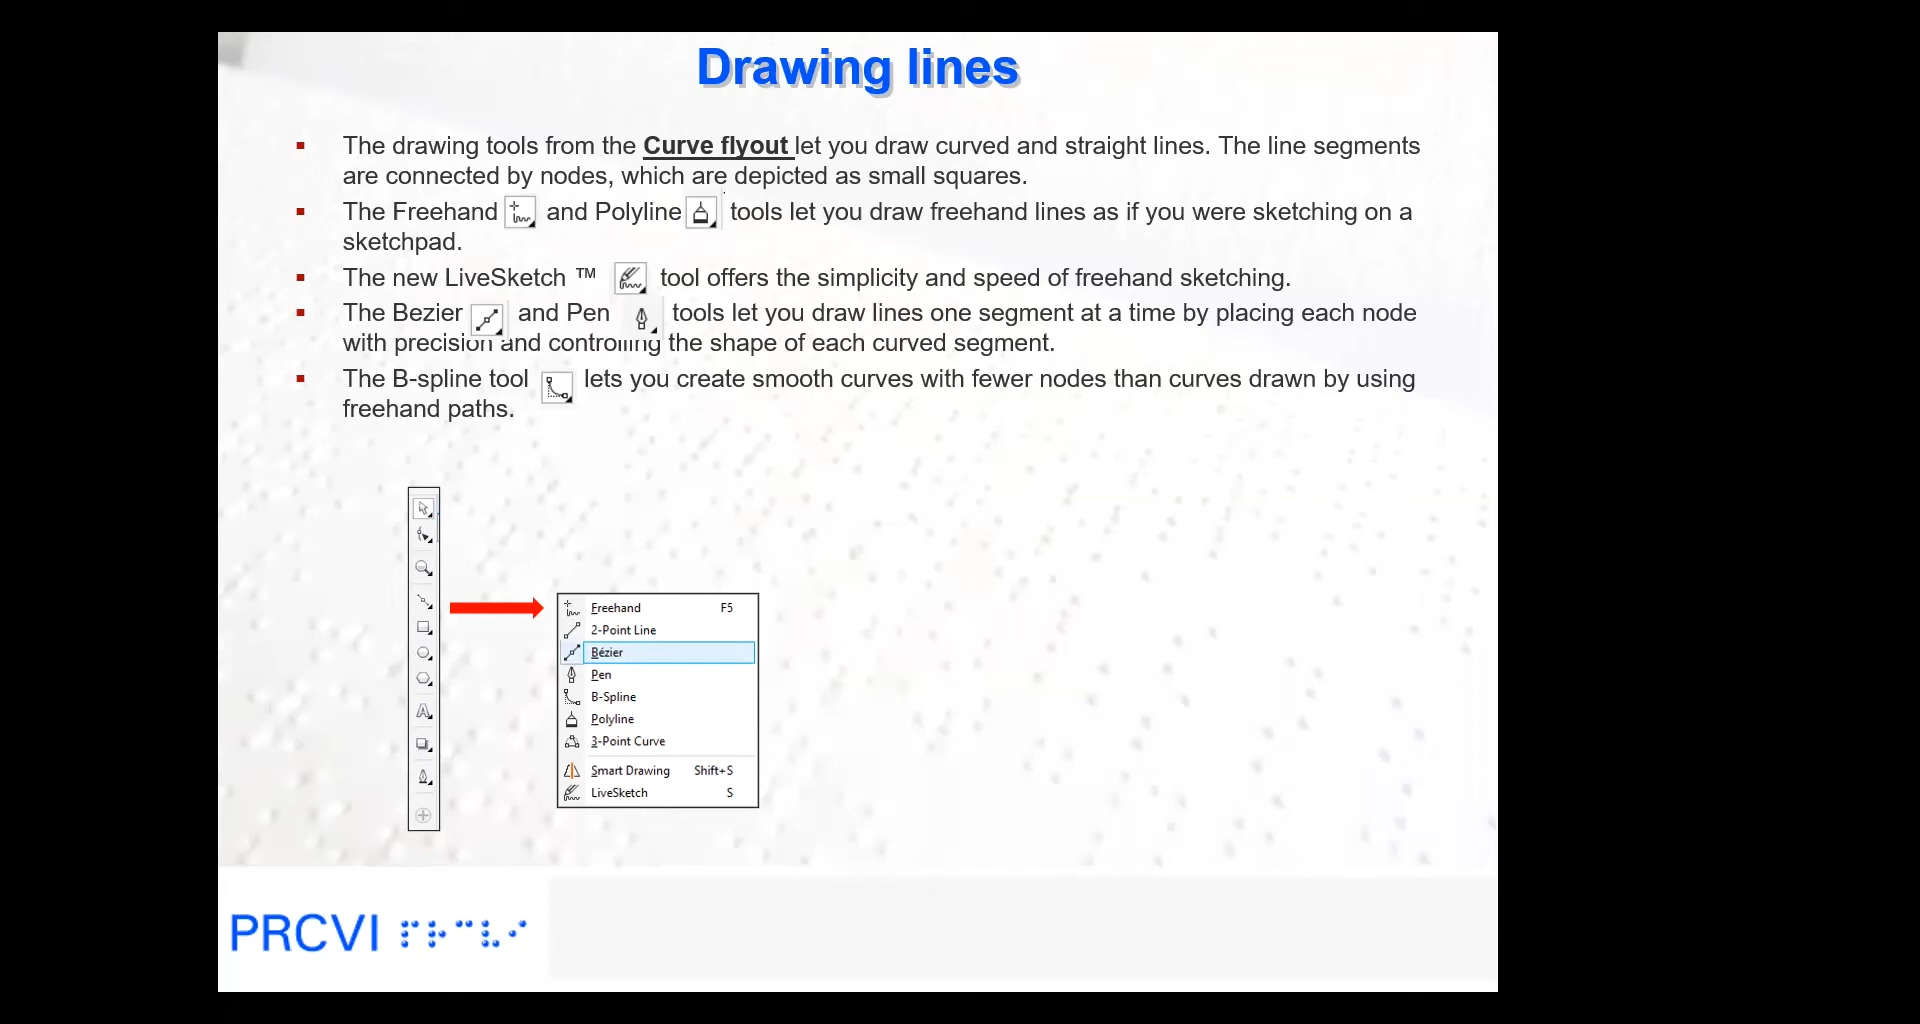 Drawing lines
The drawing tools from the Curve flyout let you draw curved and straight lines. The line segments
are connected by nodes, which are depicted as small squares.
The Freehand and Polyline tools let you draw freehand lines as if you were sketching on a
sketchpad.
The new LiveSketch ™ tool offers the simplicity and speed of freehand sketching.
The Bezier and Pen tools let you draw lines one segment at a time by placing each node
with precision and controlling the shape of each curved segment.
The B-spline tool lets you create smooth curves with fewer nodes than curves drawn by using
freehand paths.
Freehand F5
2-Point Line
Bézier
Pen
B-Spline
Polyline
3-Point Curve
Smart Drawing Shift+S
LiveSketch S
PRCVI ⠏⠗⠉⠧⠊